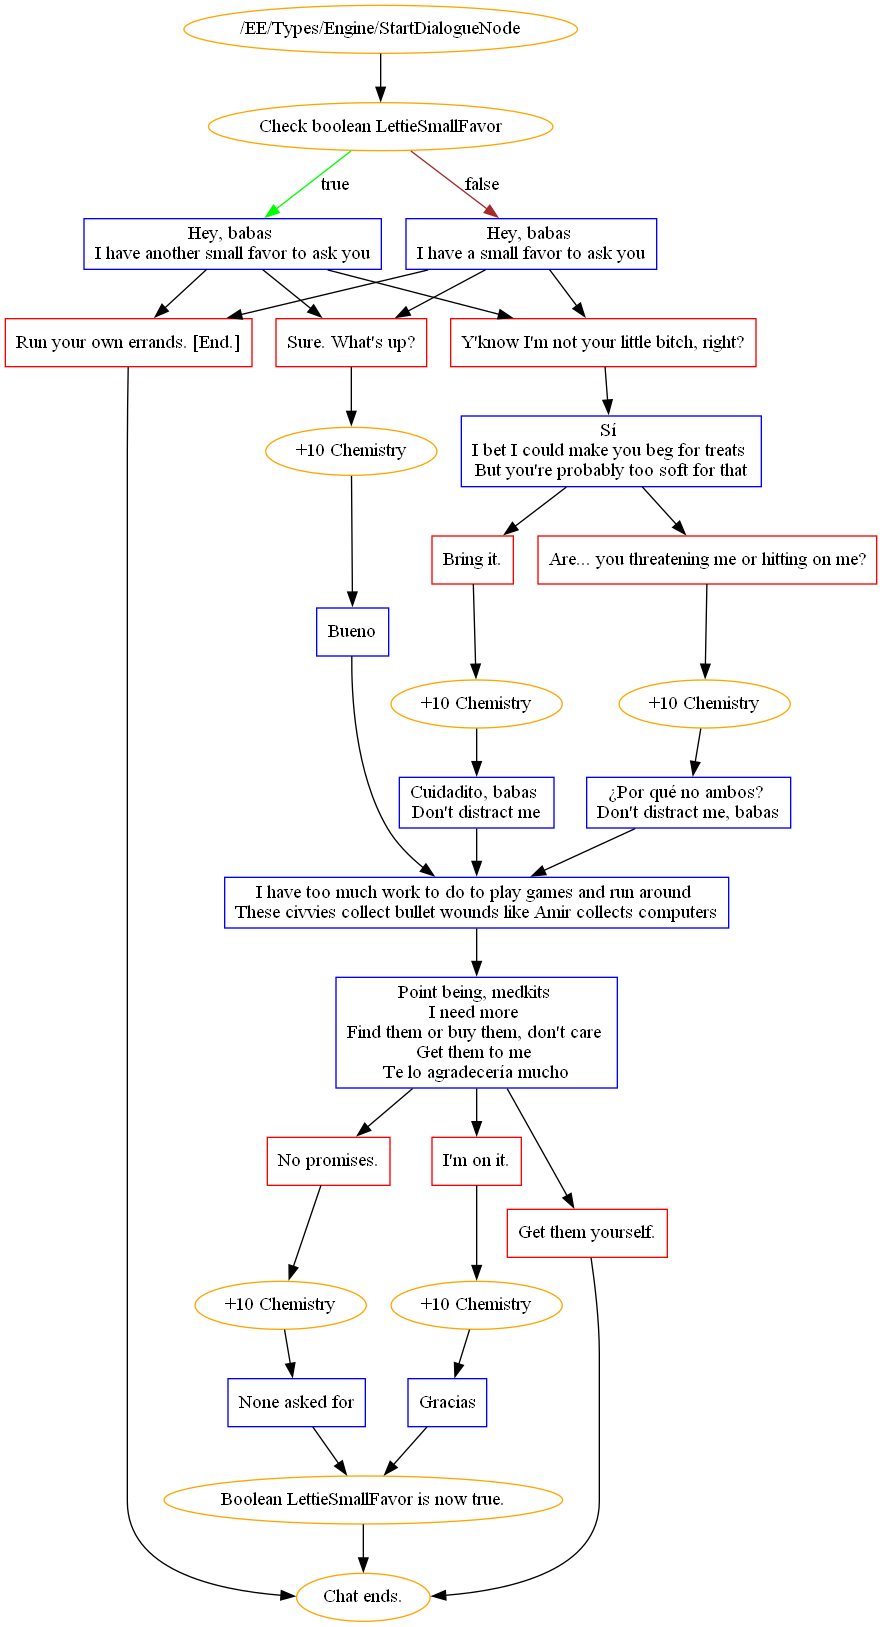 /EE/Types/Engine/StartDialogueNode
Check boolean LettieSmallFavor
true
false
Hey, babas
I have another small favor to ask you
Hey, babas
I have a small favor to ask you
Run your own errands. [End.]
Sure. What's up?
Y'know I'm not your little bitch, right?
+10 Chemistry
Sí
I bet I could make you beg for treats
But you're probably too soft for that
Bring it.
Are... you threatening me or hitting on me?
Bueno
+10 Chemistry
+10 Chemistry
Cuidadito, babas
Don't distract me
¿Por qué no ambos?
Don't distract me, babas
I have too much work to do to play games and run around
These civvies collect bullet wounds like Amir collects computers
Point being, medkits
I need more
Find them or buy them, don't care
Get them to me
Te lo agradecería mucho
No promises.
I'm on it.
Get them yourself.
+10 Chemistry
+10 Chemistry
None asked for
Gracias
Boolean LettieSmallFavor is now true.
Chat ends.